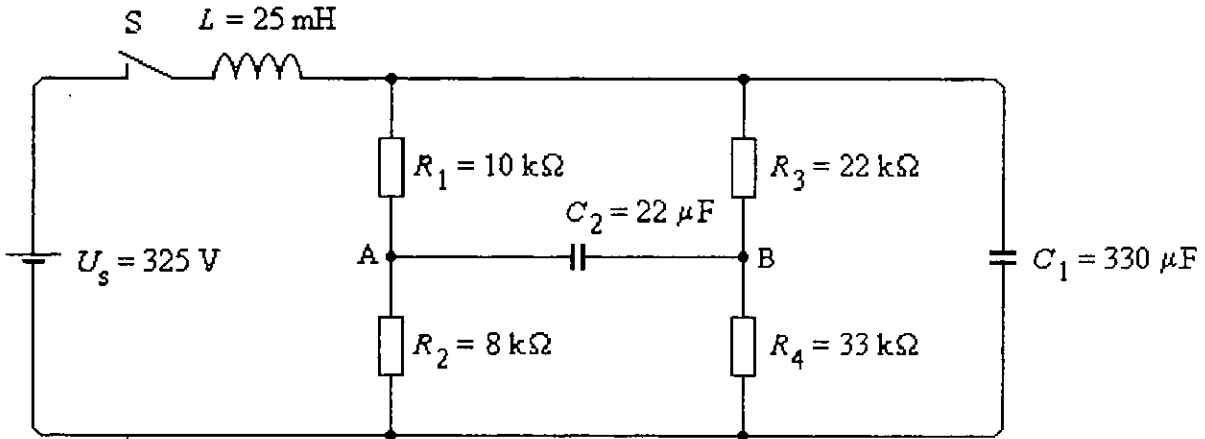 S
L = 25 mH
R₁ = 10 kΩ
R₃ = 22 kΩ
C₂ = 22 μF
A
B
Uₛ = 325 V
C₁ = 330 μF
R₂ = 8 kΩ
R₄ = 33 kΩ